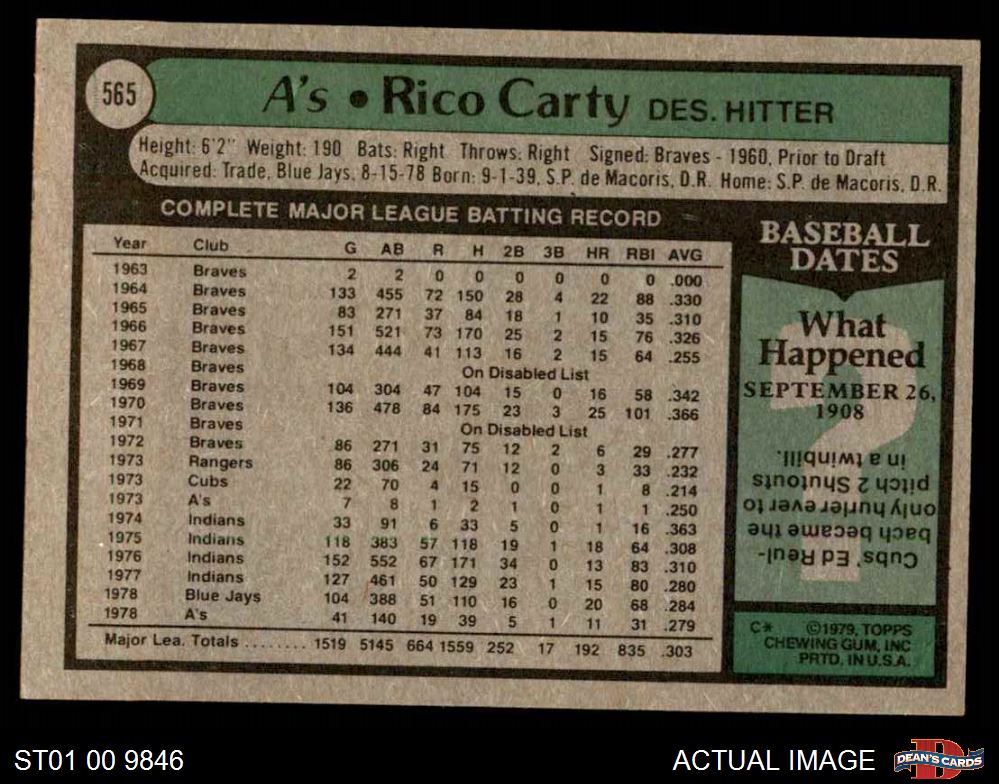 565
A's • Rico Carty DES. HITTER
Height: 6'2" Weight: 190 Bats: Right Throws: Right Signed: Braves - 1960, Prior to Draft
Acquired: Trade, Blue Jays, 8-15-78 Born: 9-1-39, S.P. de Macoris, D.R. Home: S.P. de Macoris, D.R.
COMPLETE MAJOR LEAGUE BATTING RECORD
Year Club G AB R H 2B 3B HR RBI AVG
1963 Braves 2 2 0 0 0 0 0 0 .000
1964 Braves 133 455 72 150 28 4 22 88 .330
1965 Braves 83 271 37 84 18 1 10 35 .310
1966 Braves 151 521 73 170 25 2 15 76 .326
1967 Braves 134 444 41 113 16 2 15 64 .255
1968 Braves On Disabled List
1969 Braves 104 304 47 104 15 0 16 58 .342
1970 Braves 136 478 84 175 23 3 25 101 .366
1971 Braves On Disabled List
1972 Braves 86 271 31 75 12 2 6 29 .277
1973 Rangers 86 306 24 71 12 0 3 33 .232
1973 Cubs 22 70 4 15 0 0 1 8 .214
1973 A's 7 8 1 2 1 0 1 1 .250
1974 Indians 33 91 6 33 5 0 1 16 .363
1975 Indians 118 383 57 118 19 1 18 64 .308
1976 Indians 152 552 67 171 34 0 13 83 .310
1977 Indians 127 461 50 129 23 1 15 80 .280
1978 Blue Jays 104 388 51 110 16 0 20 68 .284
1978 A's 41 140 19 39 5 1 11 31 .279
Major Lea. Totals ........ 1519 5145 664 1559 252 17 192 835 .303
BASEBALL
DATES
What
Happened
SEPTEMBER 26,
1908
Cubs' Ed Reul-
bach became the
only hurler ever to
pitch 2 Shutouts
in a twinbill.
C* ©1979, TOPPS
CHEWING GUM, INC
PRTD. IN U.S.A.
ST01 00 9846
ACTUAL IMAGE
DEAN'S CARDS